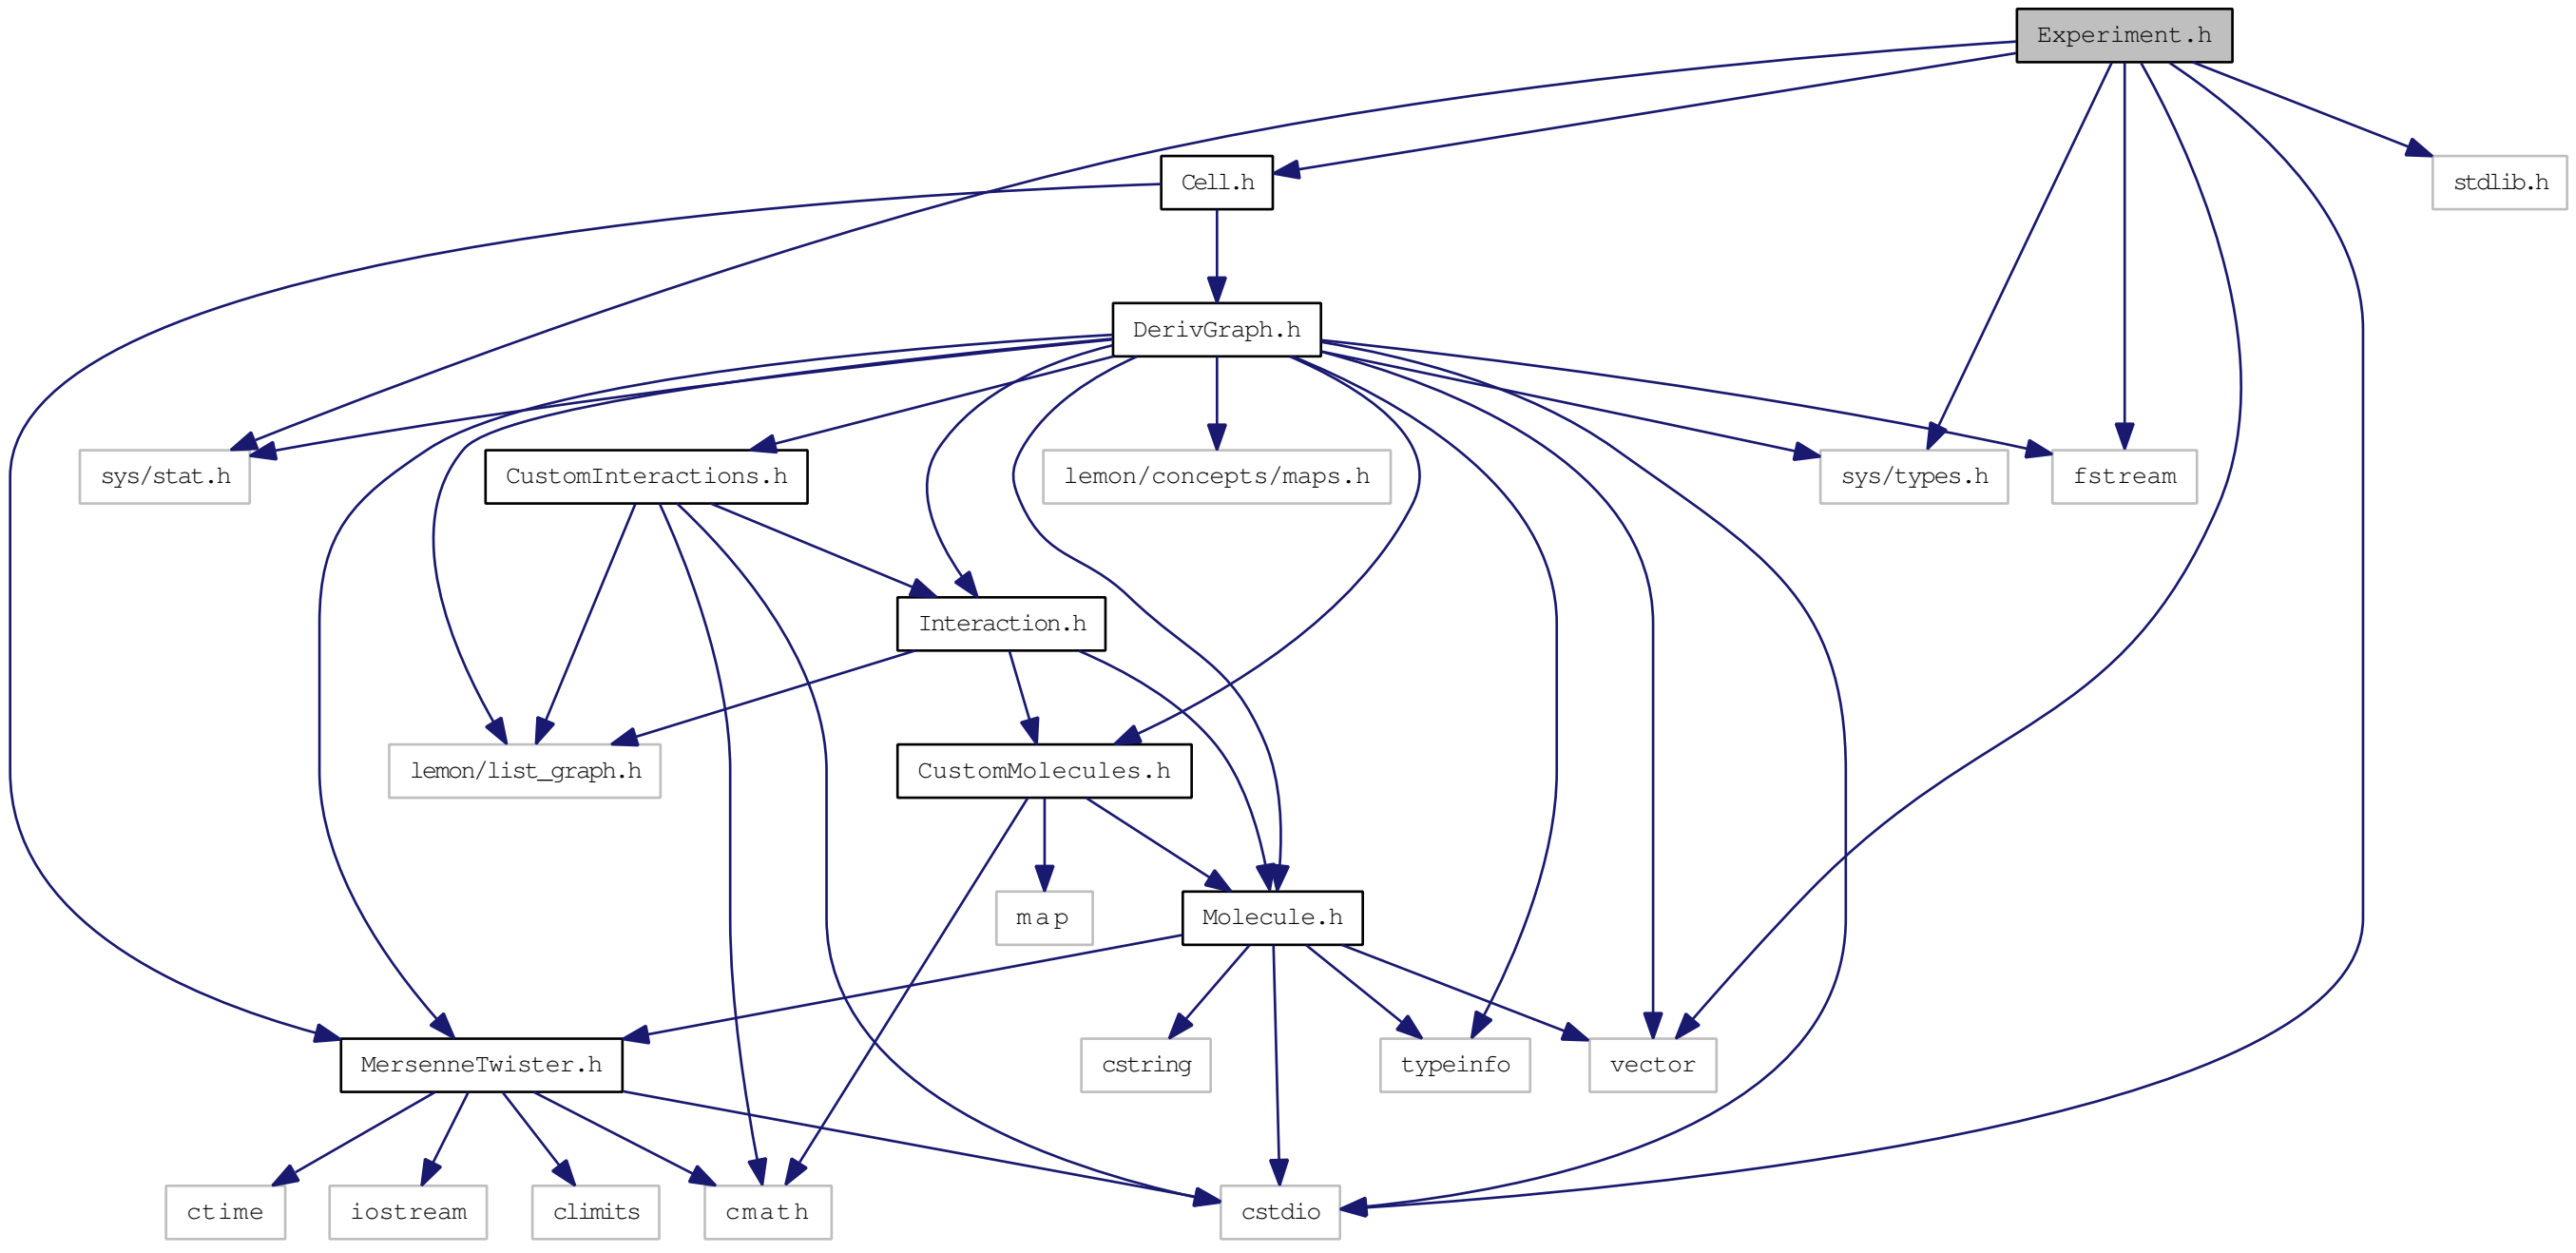 Experiment.h
Cell.h
stdlib.h
DerivGraph.h
sys/stat.h
CustomInteractions.h
lemon/concepts/maps.h
sys/types.h
fstream
Interaction.h
lemon/list_graph.h
CustomMolecules.h
map
Molecule.h
MersenneTwister.h
cstring
typeinfo
vector
ctime
iostream
climits
cmath
cstdio